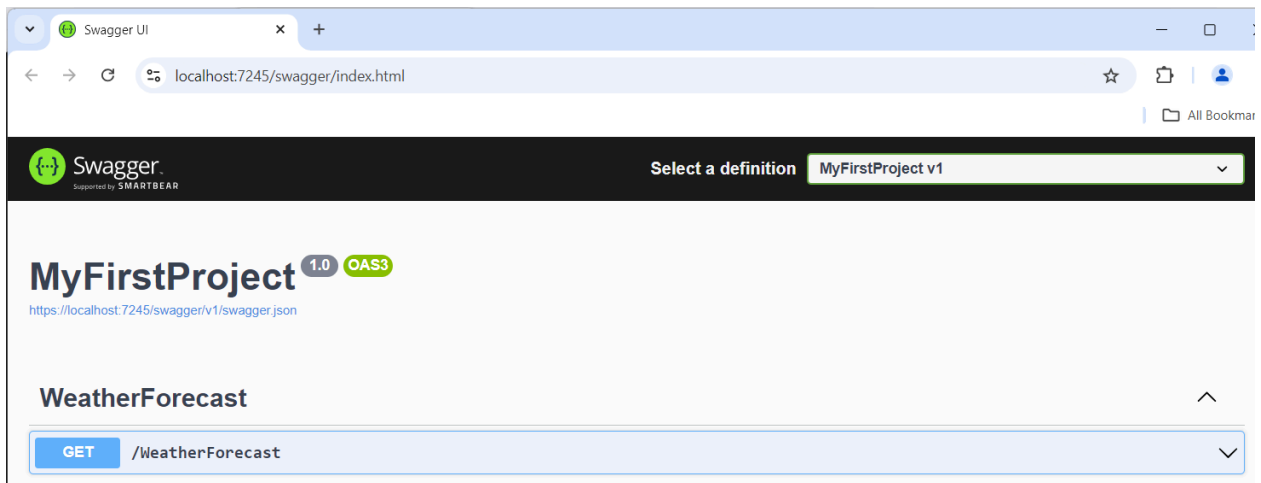 Swagger UI
localhost:7245/swagger/index.html
All Bookmar
{...} Swagger.
Supported by SMARTBEAR
Select a definition MyFirstProject v1
MyFirstProject 1.0 OAS3
https://localhost:7245/swagger/v1/swagger.json
WeatherForecast
GET /WeatherForecast